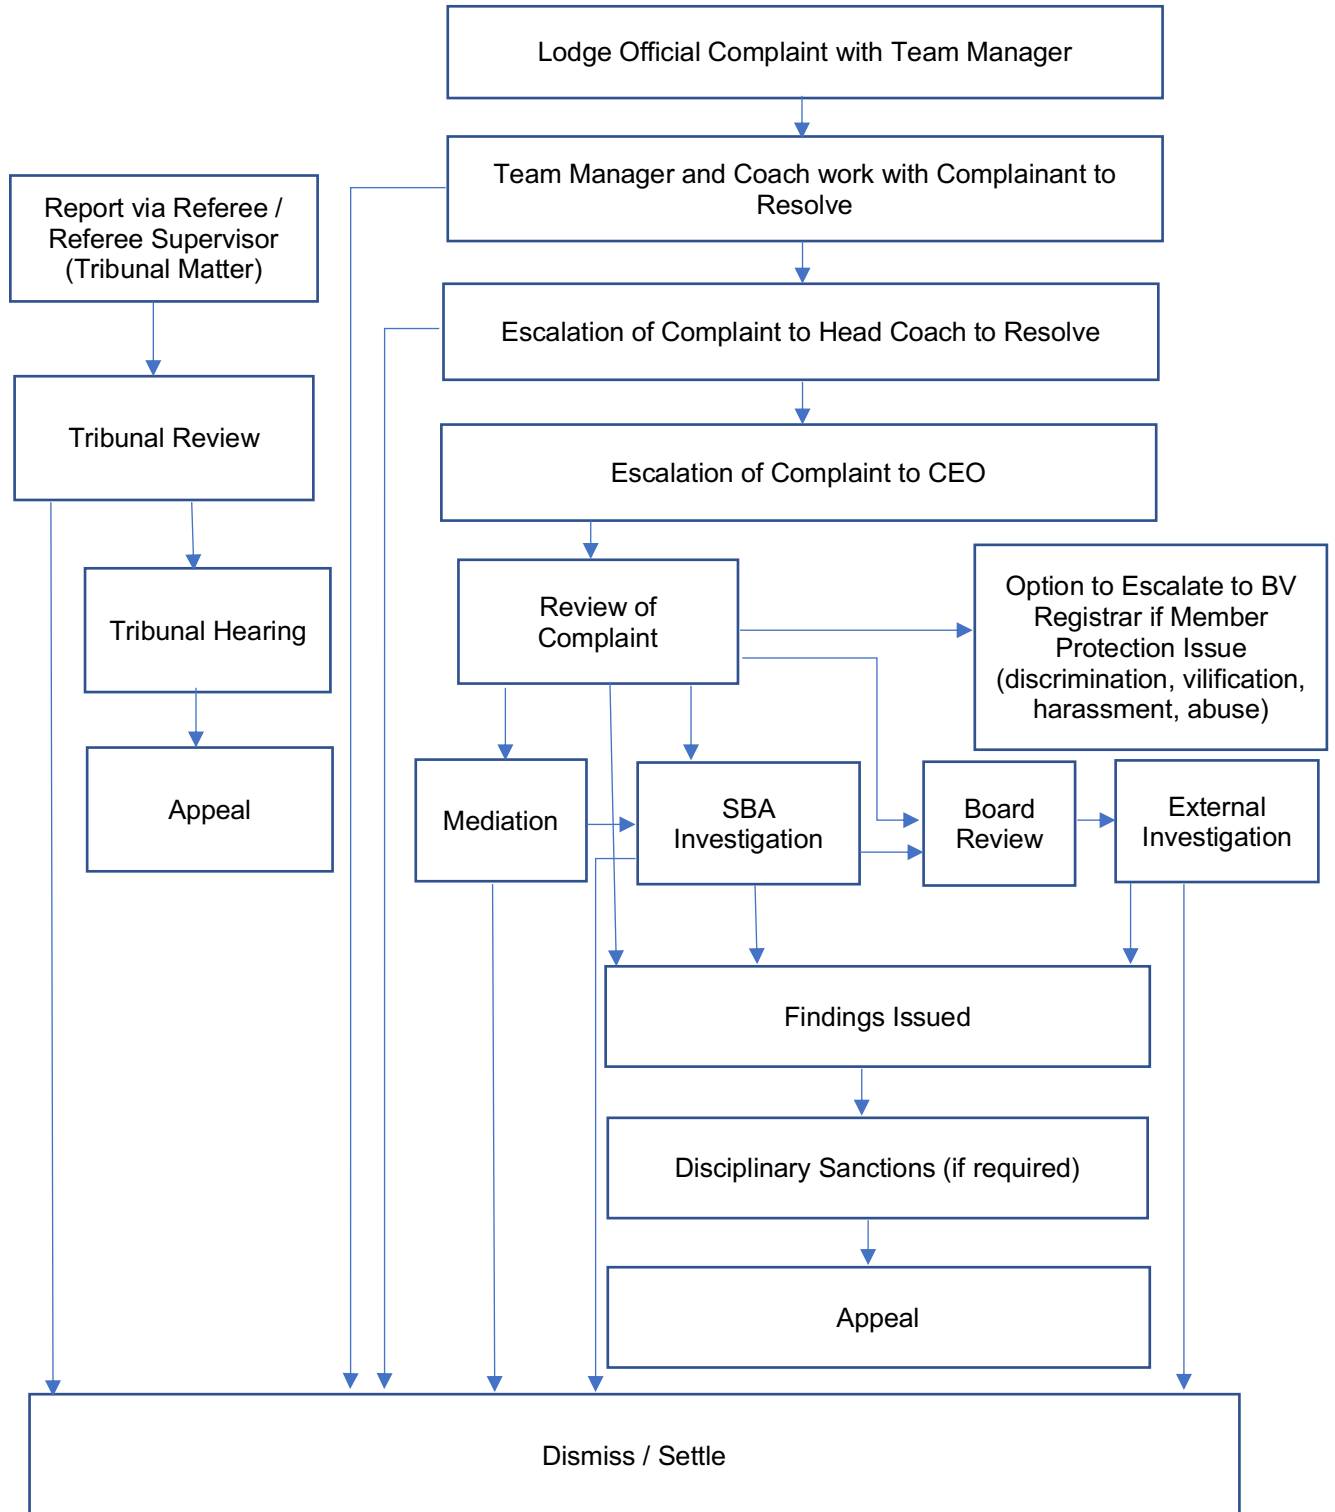 Lodge Official Complaint with Team Manager
Team Manager and Coach work with Complainant to
Resolve
Report via Referee /
Referee Supervisor
(Tribunal Matter)
Escalation of Complaint to Head Coach to Resolve
Tribunal Review
Escalation of Complaint to CEO
Tribunal Hearing
Review of
Complaint
Option to Escalate to BV
Registrar if Member
Protection Issue
(discrimination, vilification,
harassment, abuse)
Appeal
Mediation
SBA
Investigation
Board
Review
External
Investigation
Findings Issued
Disciplinary Sanctions (if required)
Appeal
Dismiss / Settle